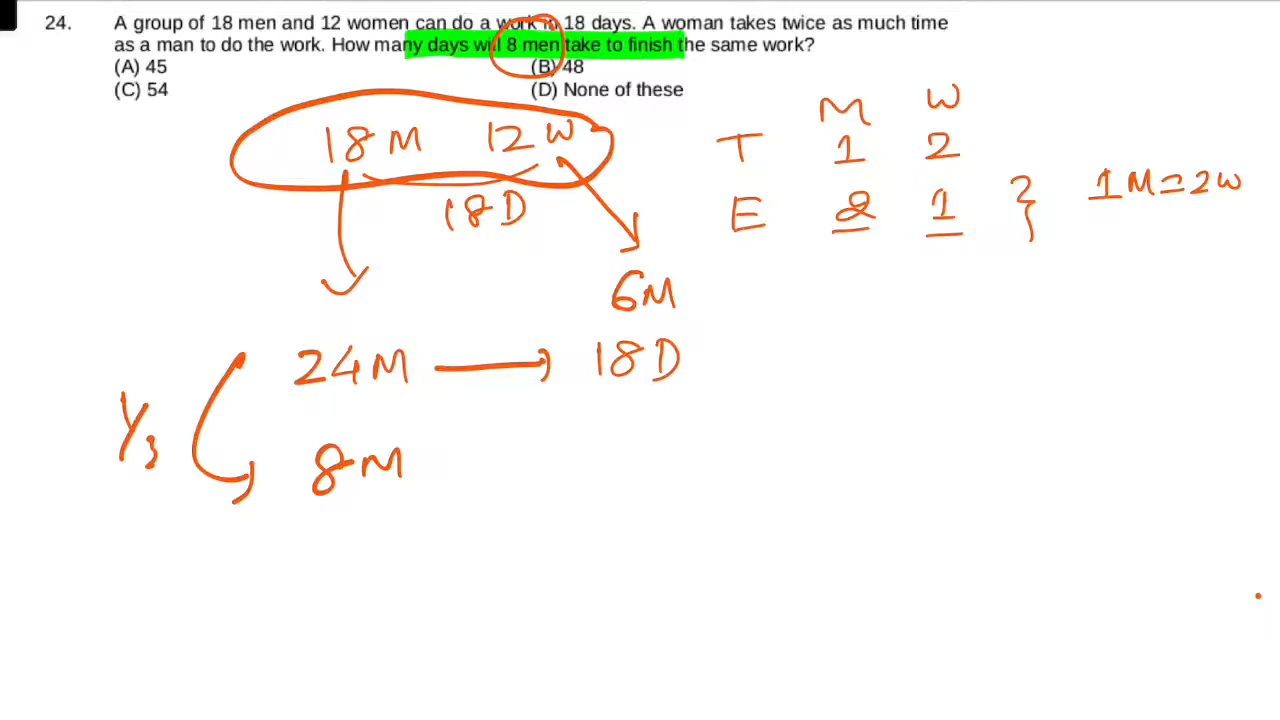 24. A group of 18 men and 12 women can do a work in 18 days. A woman takes twice as much time
as a man to do the work. How many days will 8 men take to finish the same work?
(A) 45 (B) 48
(C) 54 (D) None of these
M W
18M 12W
T 1 2
18D
E 2 1 } 1M=2W
6M
24M → 18D
1/3
8M